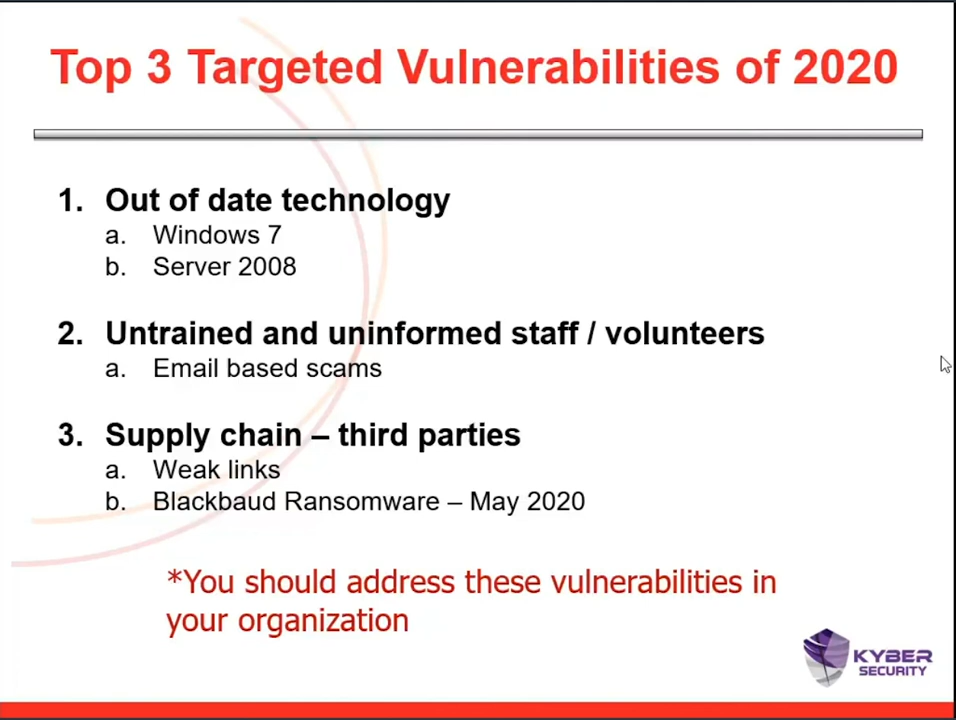 Top 3 Targeted Vulnerabilities of 2020
1. Out of date technology
a. Windows 7
b. Server 2008
2. Untrained and uninformed staff / volunteers
a. Email based scams
3. Supply chain – third parties
a. Weak links
b. Blackbaud Ransomware – May 2020
*You should address these vulnerabilities in
your organization
KYBER
SECURITY